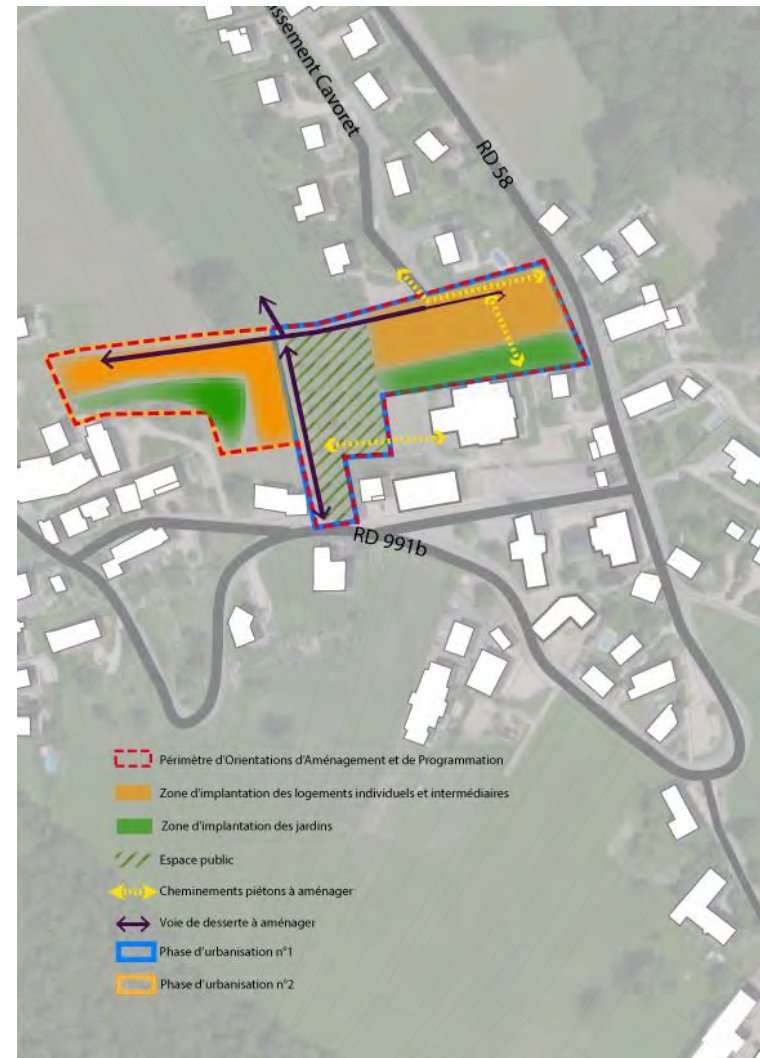 issement Cavoret
RD 58
RD 991b
Périmètre d'Orientations d'Aménagement et de Programmation
Zone d'implantation des logements individuels et intermédiaires
Zone d'implantation des jardins
Espace public
Cheminements piétons à aménager
Voie de desserte à aménager
Phase d'urbanisation n°1
Phase d'urbanisation n°2